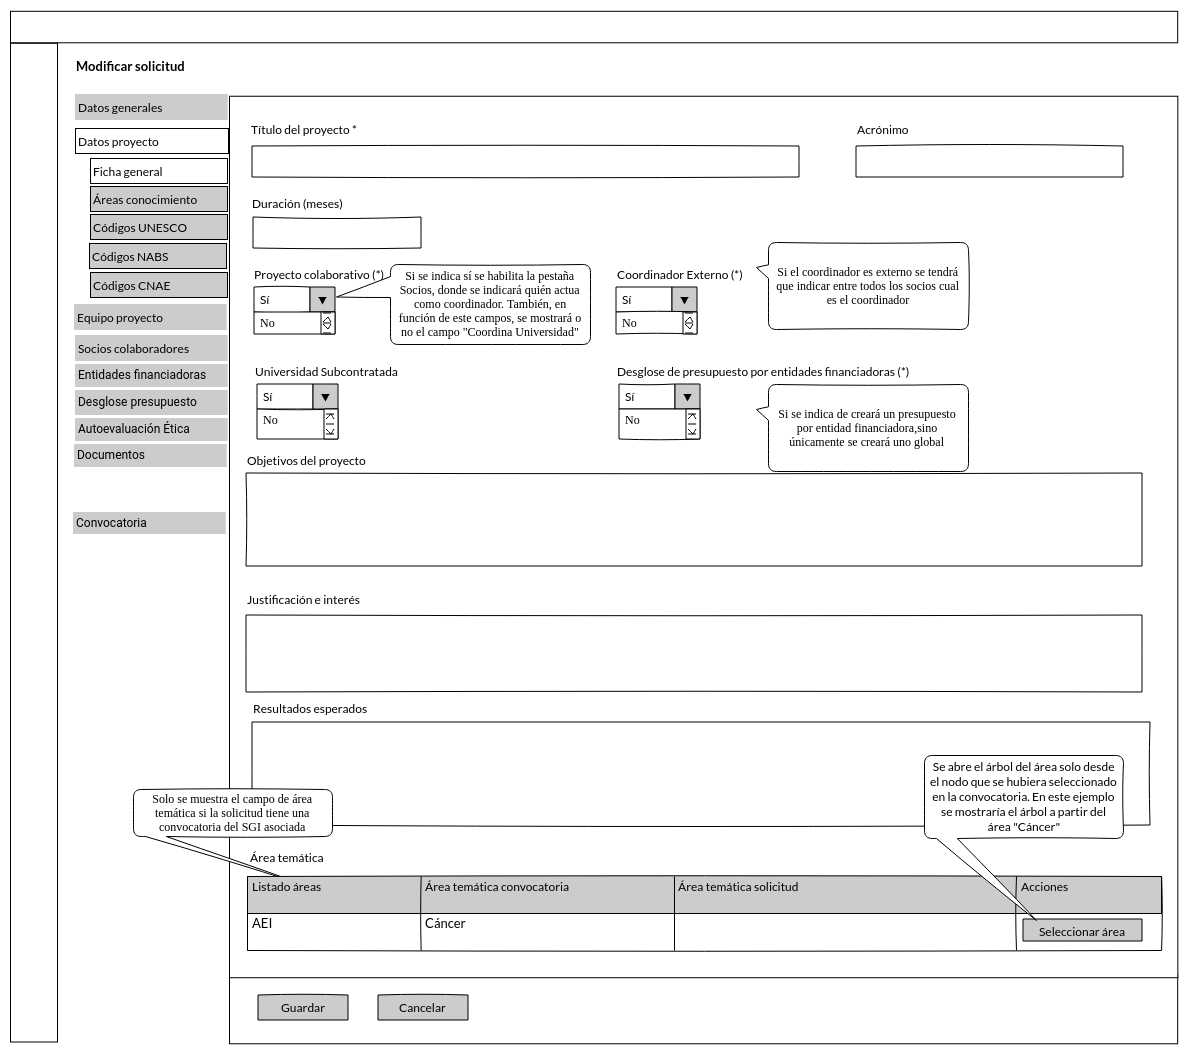 Modificar solicitud
Datos generales
Datos proyecto
Ficha general
Áreas conocimiento
Códigos UNESCO
Códigos NABS
Códigos CNAE
Equipo proyecto
Socios colaboradores
Entidades financiadoras
Desglose presupuesto
Autoevaluación Ética
Documentos
Convocatoria
Título del proyecto *
Acrónimo
Duración (meses)
Proyecto colaborativo (*)
Sí
No
Si se indica sí se habilita la pestaña
Socios, donde se indicará quién actua
como coordinador. También, en
función de este campos, se mostrará o
no el campo "Coordina Universidad"
Coordinador Externo (*)
Sí
No
Si el coordinador es externo se tendrá
que indicar entre todos los socios cual
es el coordinador
Universidad Subcontratada
Sí
No
Desglose de presupuesto por entidades financiadoras (*)
Sí
No
Si se indica de creará un presupuesto
por entidad financiadora,sino
únicamente se creará uno global
Objetivos del proyecto
Justificación e interés
Resultados esperados
Solo se muestra el campo de área
temática si la solicitud tiene una
convocatoria del SGI asociada
Se abre el árbol del área solo desde
el nodo que se hubiera seleccionado
en la convocatoria. En este ejemplo
se mostraría el árbol a partir del
área "Cáncer"
Área temática
Listado áreas
Área temática convocatoria
Área temática solicitud
Acciones
AEI
Cáncer
Seleccionar área
Guardar
Cancelar